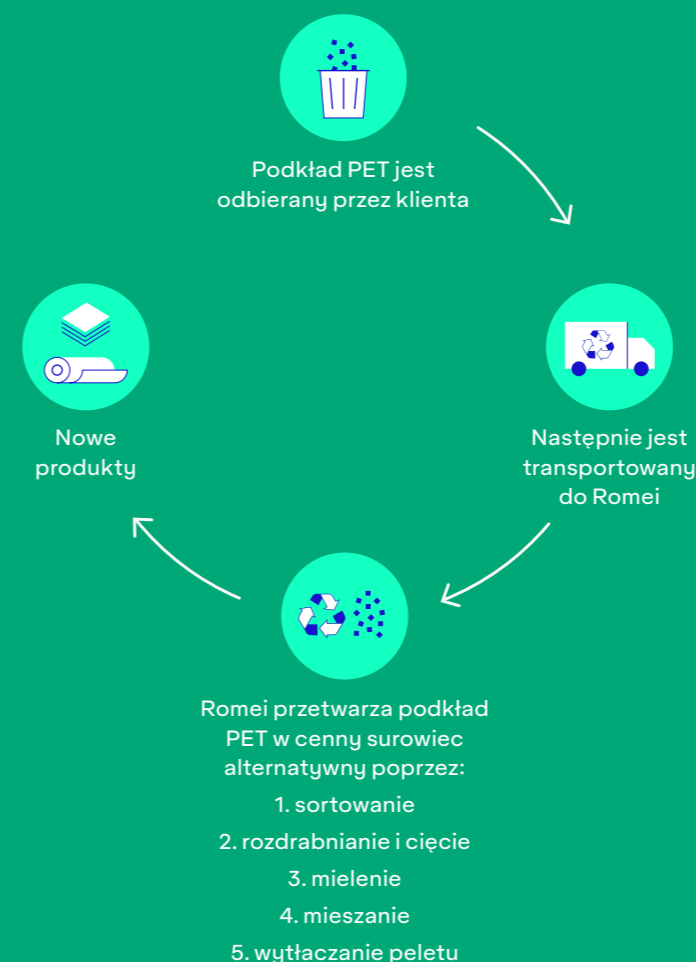 Podkład PET jest
odbierany przez klienta
Następnie jest
transportowany
do Romei
Romei przetwarza podkład
PET w cenny surowiec
alternatywny poprzez:
1. sortowanie
2. rozdrabnianie i cięcie
3. mielenie
4. mieszanie
5. wytłaczanie peletu
Nowe
produkty